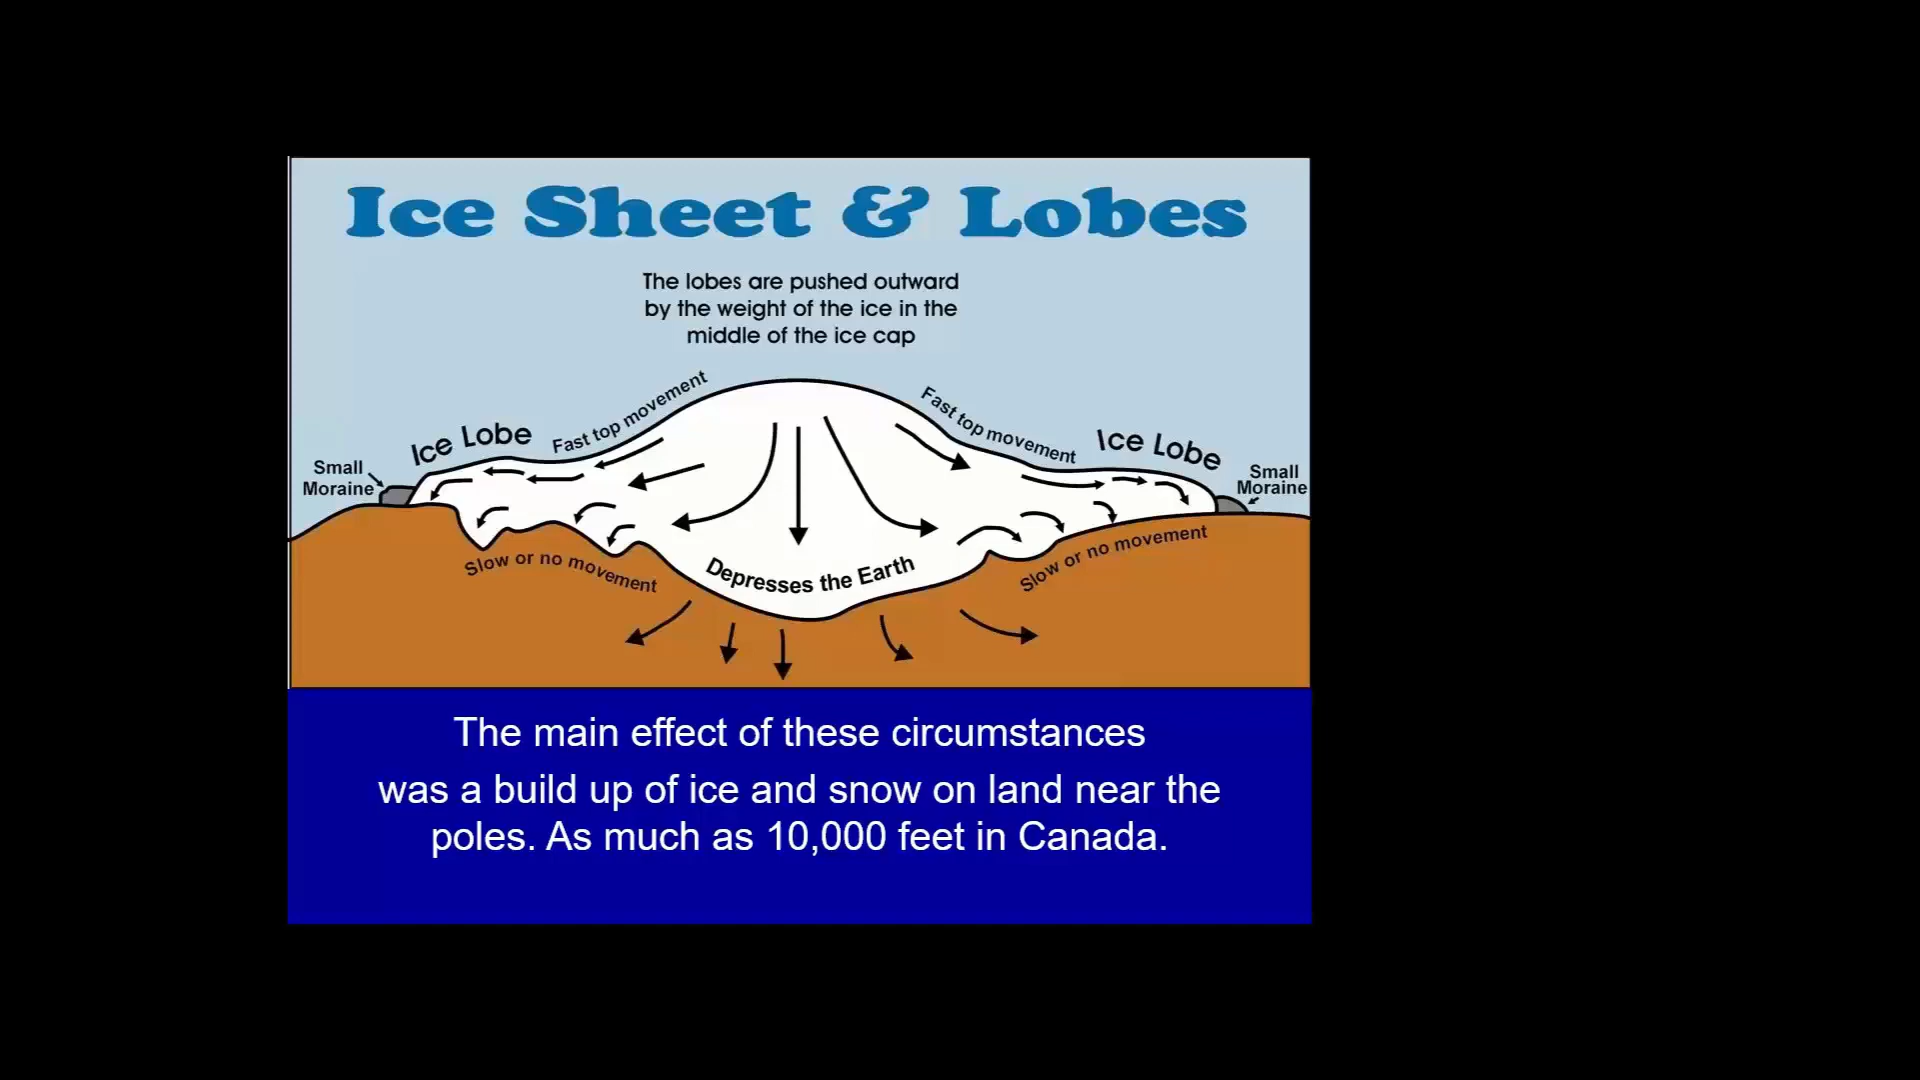 Ice Sheet & Lobes
The lobes are pushed outward
by the weight of the ice in the
middle of the ice cap
Fast top movement
Fast top movement
Ice Lobe
Ice Lobe
Small
Moraine
Small
Moraine
Slow or no movement
Depresses the Earth
Slow or no movement
The main effect of these circumstances
was a build up of ice and snow on land near the
poles. As much as 10,000 feet in Canada.